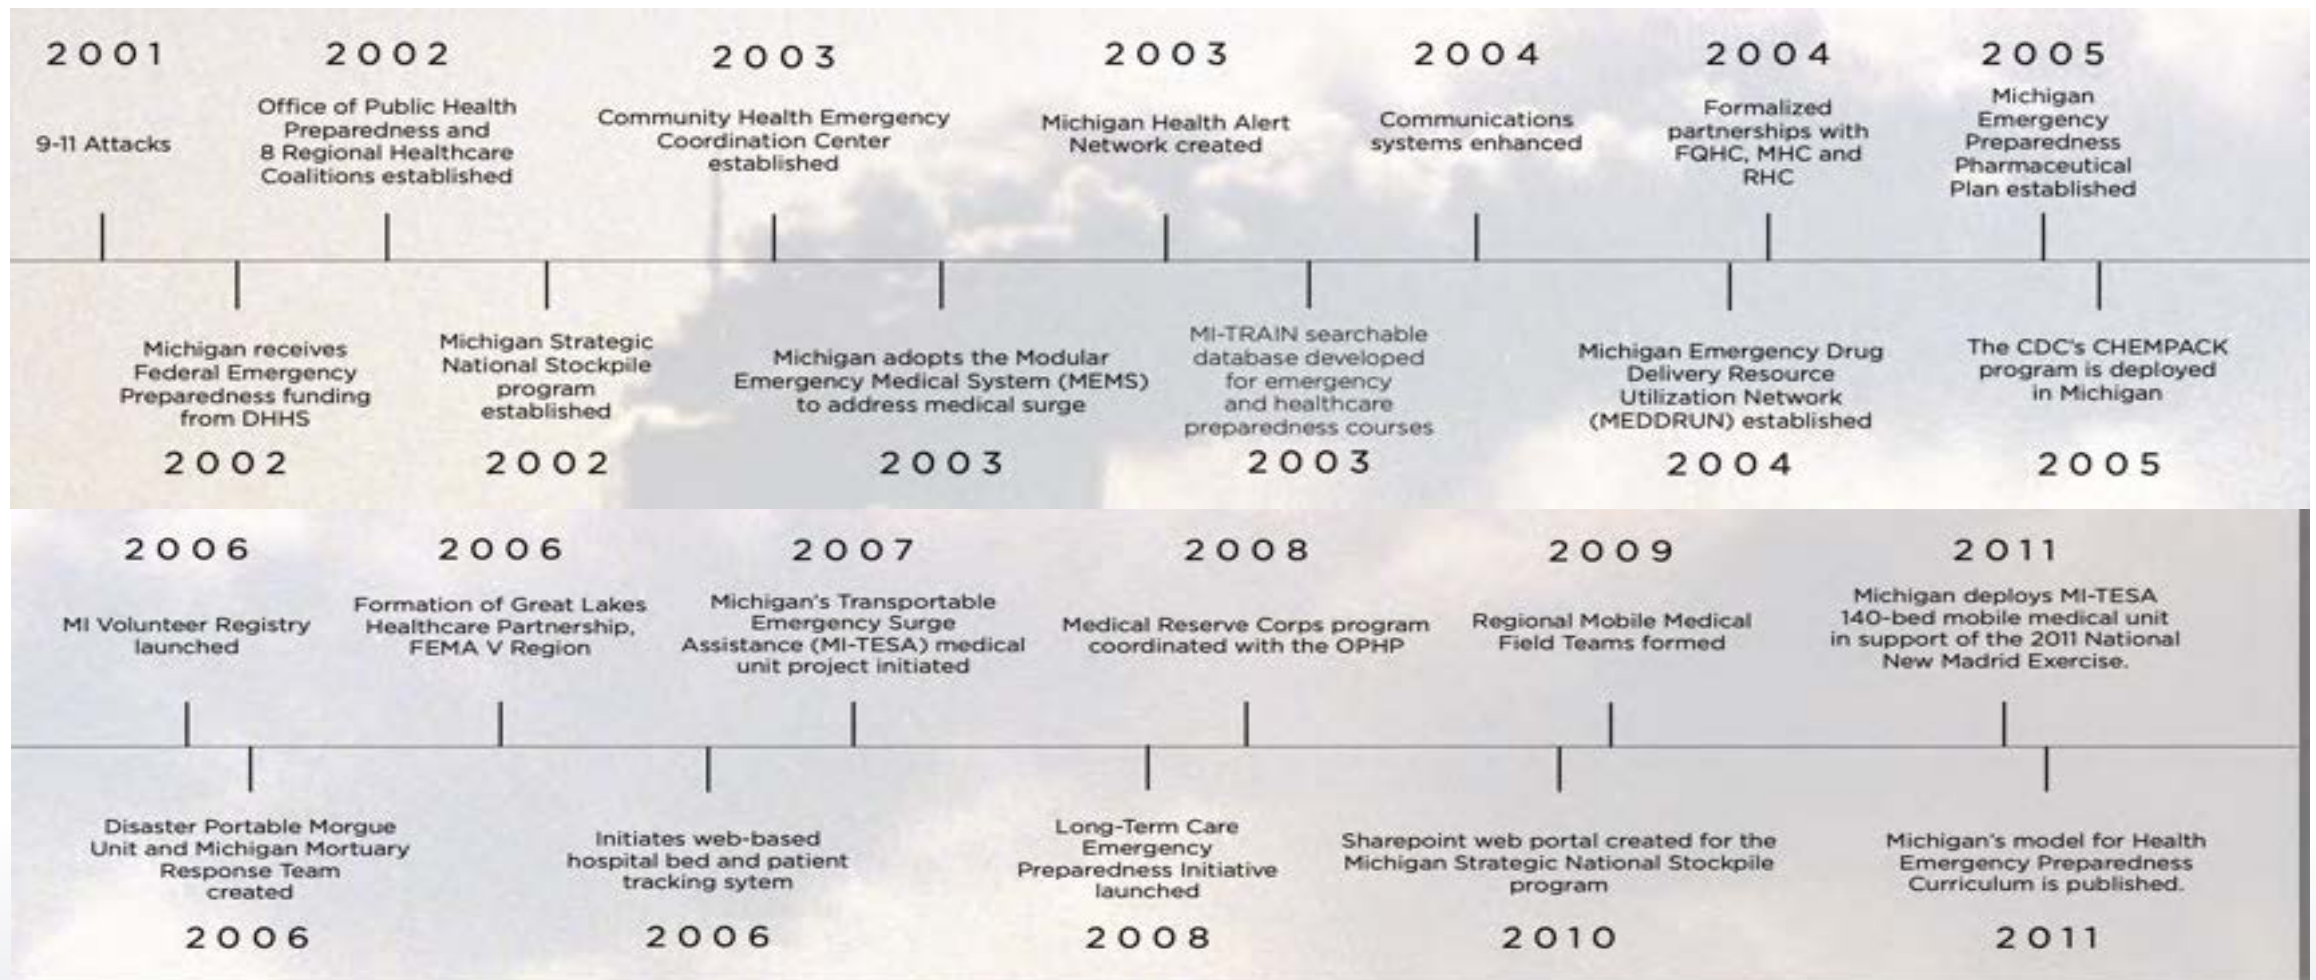 2001
9-11 Attacks
2002
Office of Public Health
Preparedness and
8 Regional Healthcare
Coalitions established
2003
Community Health Emergency
Coordination Center
established
2003
Michigan Health Alert
Network created
2004
Communications
systems enhanced
2004
Formalized
partnerships with
FQHC, MHC and
RHC
2005
Michigan
Emergency
Preparedness
Pharmaceutical
Plan established
Michigan receives
Federal Emergency
Preparedness funding
from DHHS
2002
Michigan Strategic
National Stockpile
program
established
2002
Michigan adopts the Modular
Emergency Medical System (MEMS)
to address medical surge
2003
MI-TRAIN searchable
database developed
for emergency
and healthcare
preparedness courses
2003
Michigan Emergency Drug
Delivery Resource
Utilization Network
(MEDDRUN) established
2004
The CDC's CHEMPACK
program is deployed
in Michigan
2005
2006
MI Volunteer Registry
launched
2006
Formation of Great Lakes
Healthcare Partnership,
FEMA V Region
2007
Michigan's Transportable
Emergency Surge
Assistance (MI-TESA) medical
unit project initiated
2008
Medical Reserve Corps program
coordinated with the OPHP
2009
Regional Mobile Medical
Field Teams formed
2011
Michigan deploys MI-TESA
140-bed mobile medical unit
in support of the 2011 National
New Madrid Exercise.
Disaster Portable Morgue
Unit and Michigan Mortuary
Response Team
created
2006
Initiates web-based
hospital bed and patient
tracking sytem
2006
Long-Term Care
Emergency
Preparedness Initiative
launched
2008
Sharepoint web portal created for the
Michigan Strategic National Stockpile
program
2010
Michigan's model for Health
Emergency Preparedness
Curriculum is published.
2011